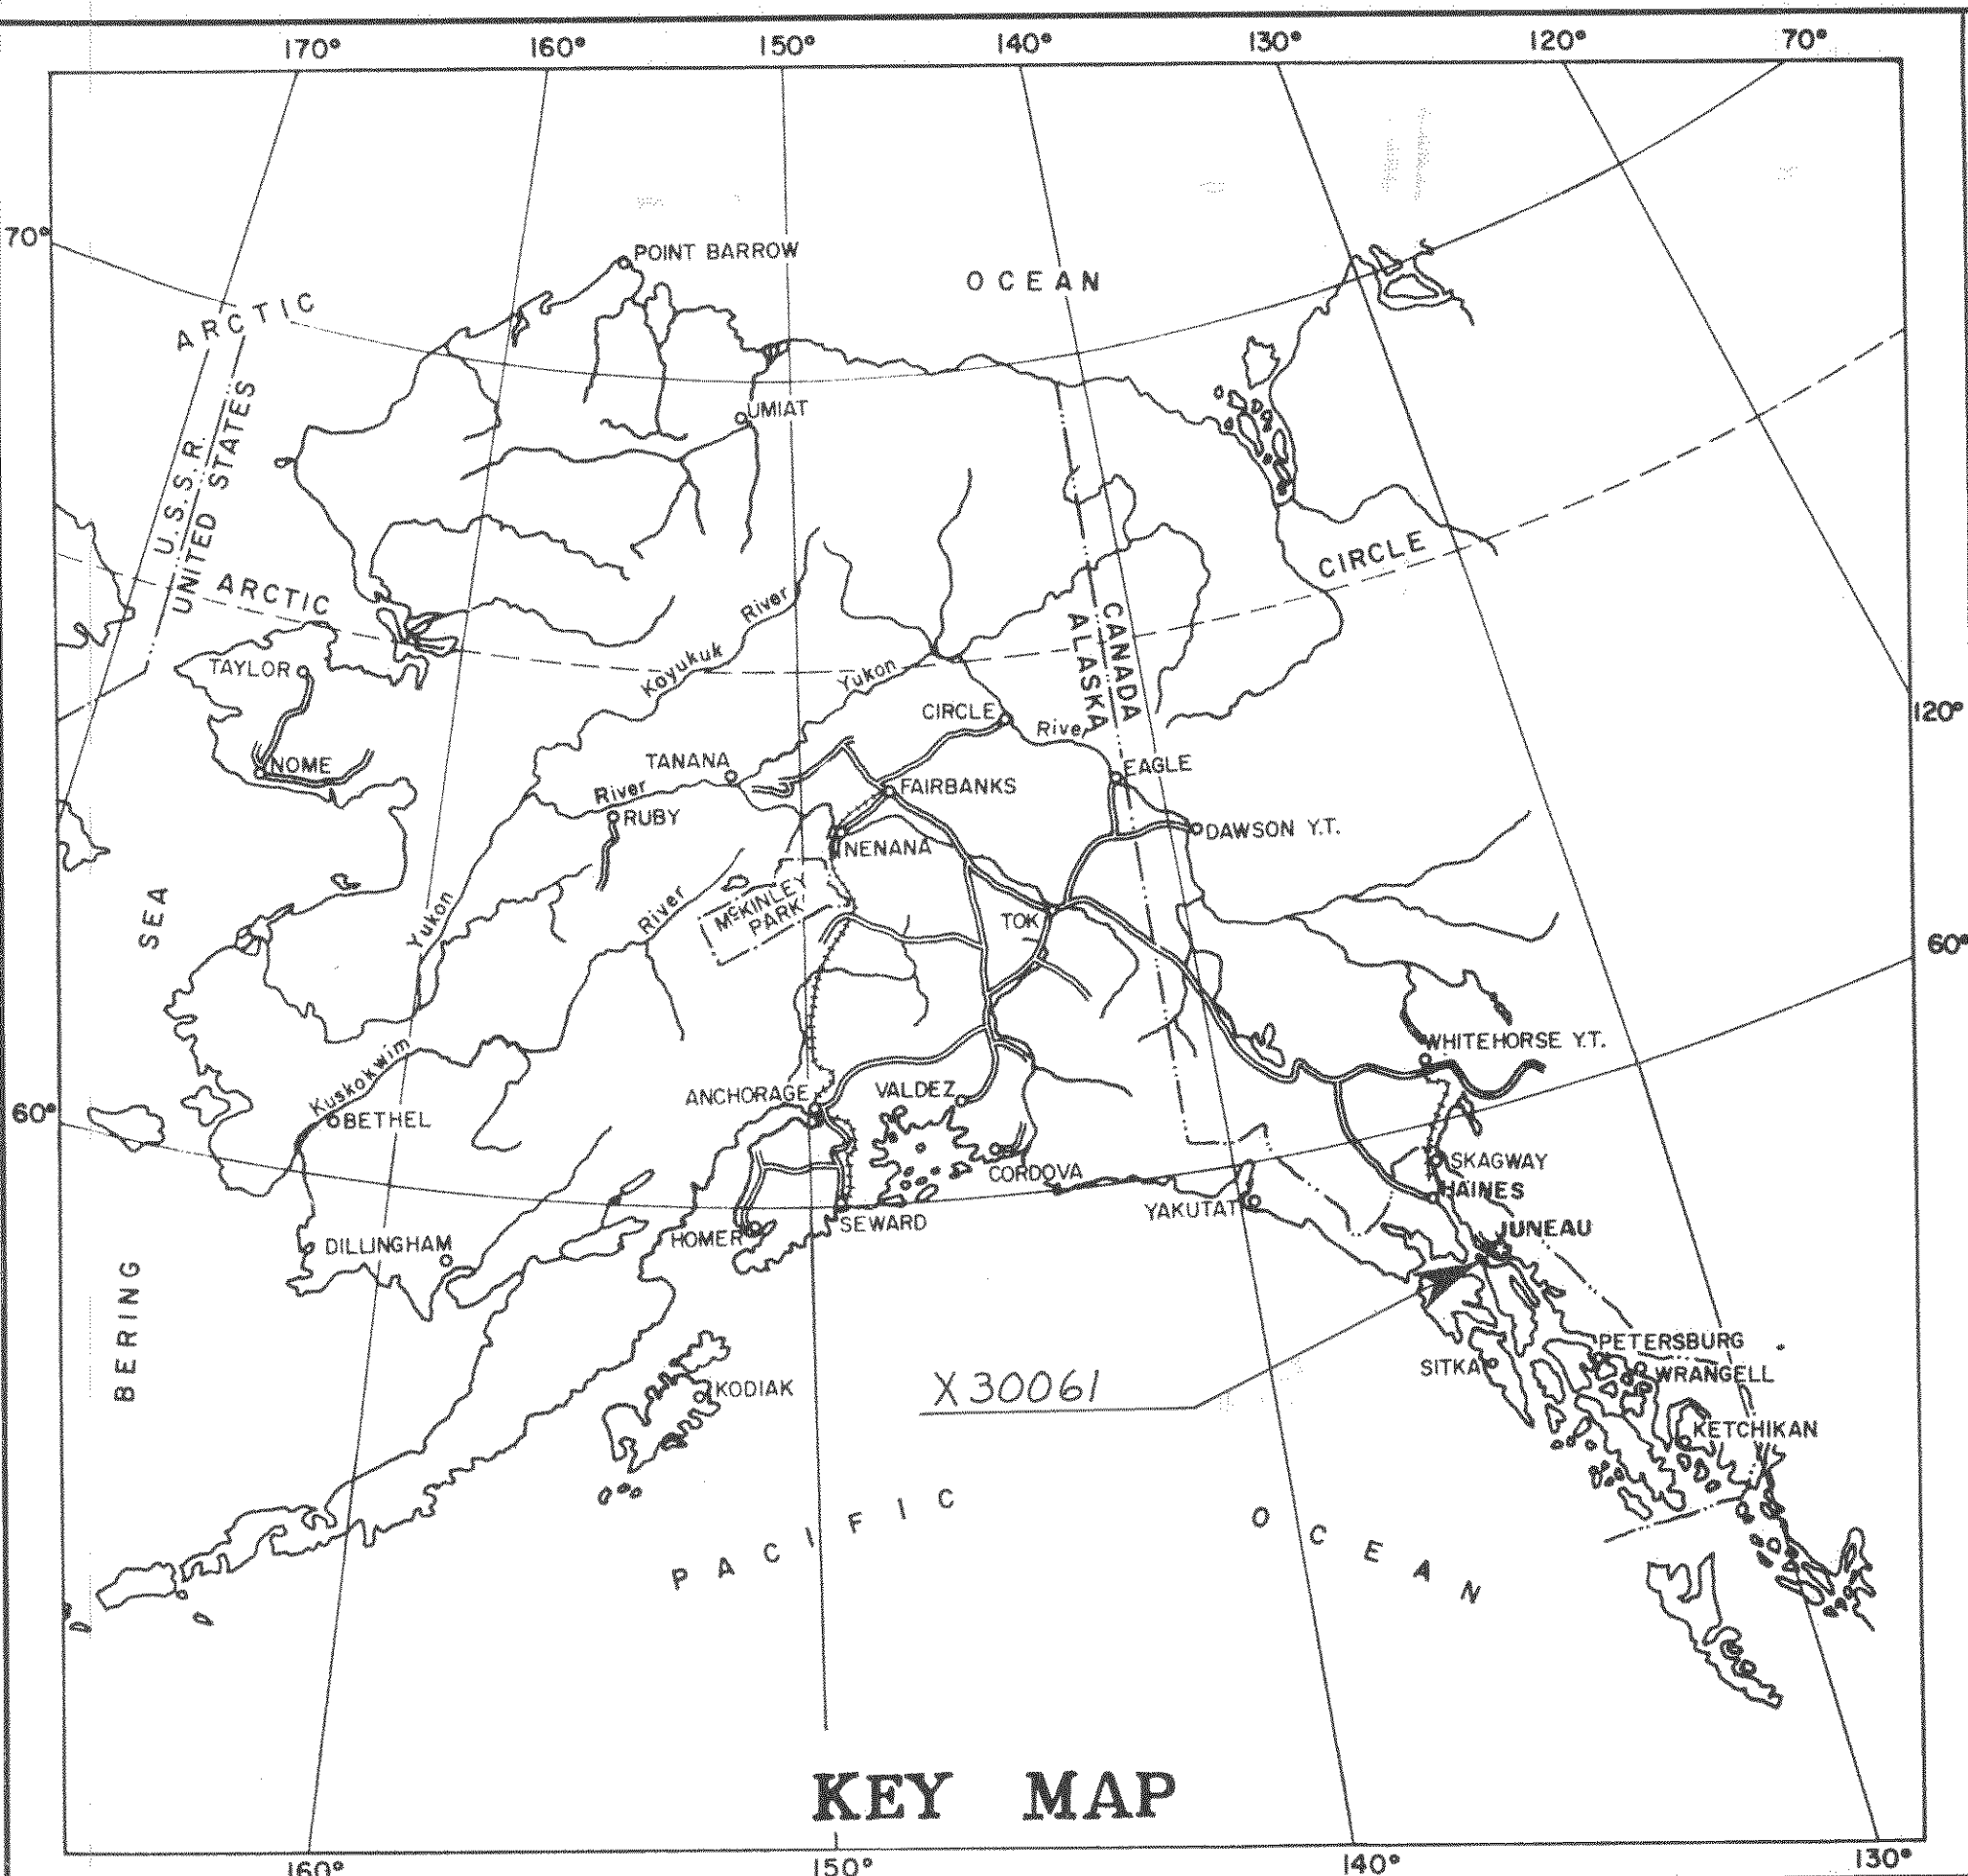 170° 160° 150° 140° 130° 120° 70°
70°
POINT BARROW
OCEAN
ARCTIC
UMIAT
U.S.S.R.
UNITED STATES
CIRCLE
ARCTIC
River
Koyukuk
CANADA
ALASKA
TAYLOR
Yukon
CIRCLE
River
120°
NOME
TANANA
EAGLE
River
FAIRBANKS
RUBY
DAWSON Y.T.
NENANA
McKINLEY
PARK
River
SEA
Yukon
TOK
60°
WHITEHORSE Y.T.
Kuskokwim
ANCHORAGE
VALDEZ
60°
BETHEL
CORDOVA
SKAGWAY
HAINES
YAKUTAT
SEWARD
HOMER
JUNEAU
DILLINGHAM
BERING
PETERSBURG
SITKA
WRANGELL
X30061
KODIAK
KETCHIKAN
PACIFIC OCEAN
KEY MAP
160° 150° 140° 130°